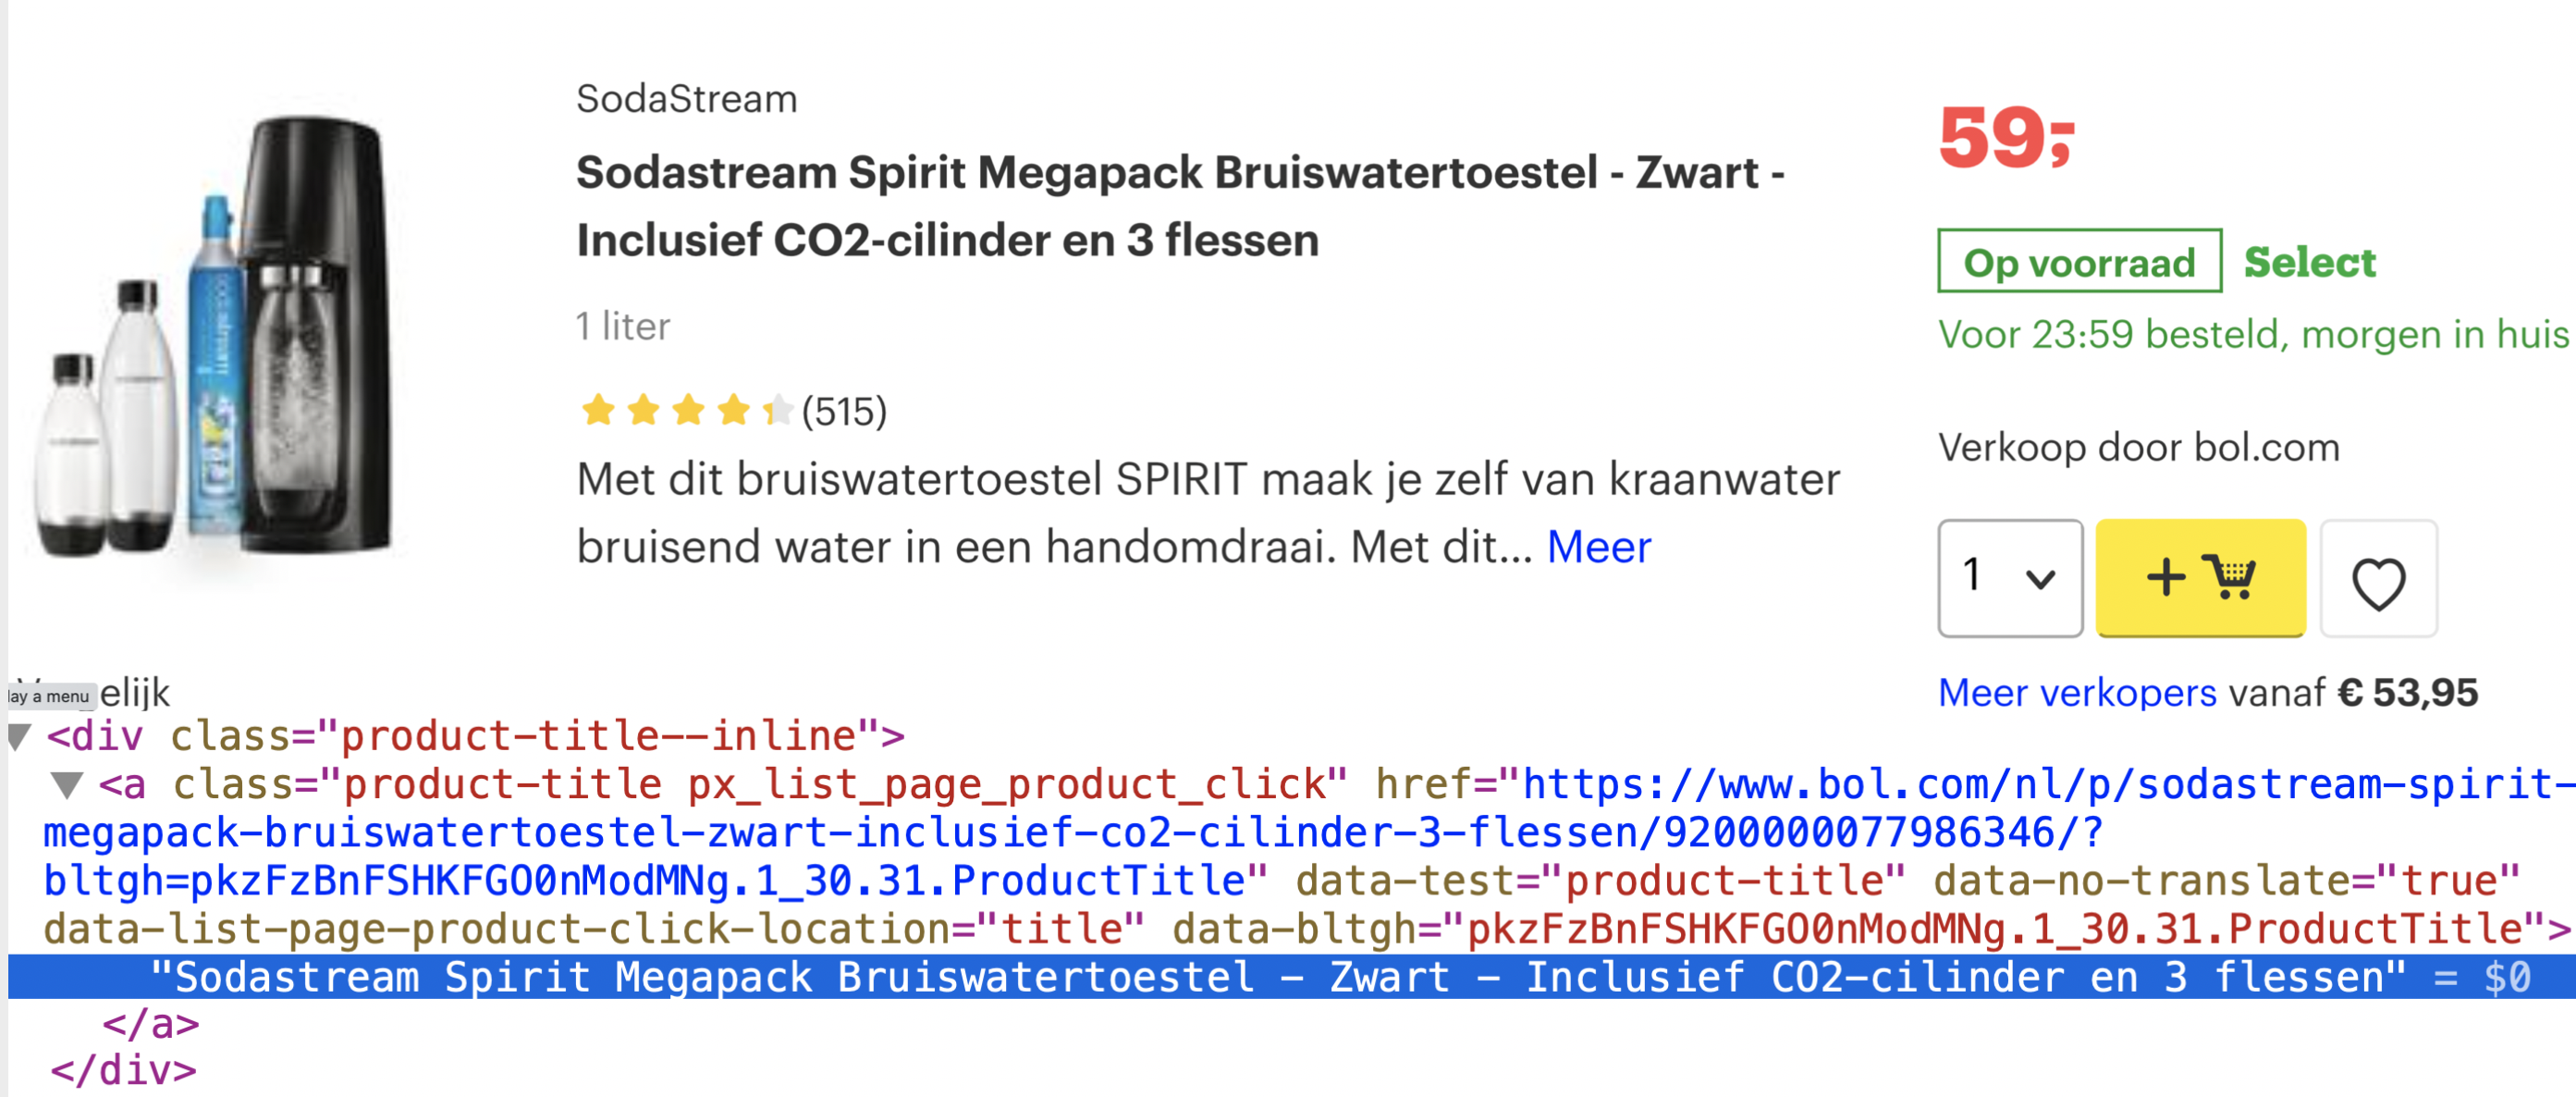 SodaStream
Sodastream Spirit Megapack Bruiswatertoestel - Zwart -
Inclusief CO2-cilinder en 3 flessen
1 liter
(515)
Met dit bruiswatertoestel SPIRIT maak je zelf van kraanwater
bruisend water in een handomdraai. Met dit... Meer
59,-
Op voorraad Select
Voor 23:59 besteld, morgen in huis
Verkoop door bol.com
1
Meer verkopers vanaf € 53,95
lay a menu
elijk
<div class="product-title--inline">
<a class="product-title px_list_page_product_click" href="https://www.bol.com/nl/p/sodastream-spirit-
megapack-bruiswatertoestel-zwart-inclusief-co2-cilinder-3-flessen/9200000077986346/?
bltgh=pkzFzBnFSHKFGO0nModMNg.1_30.31.ProductTitle" data-test="product-title" data-no-translate="true"
data-list-page-product-click-location="title" data-bltgh="pkzFzBnFSHKFGO0nModMNg.1_30.31.ProductTitle">
"Sodastream Spirit Megapack Bruiswatertoestel - Zwart - Inclusief CO2-cilinder en 3 flessen" = $0
</a>
</div>